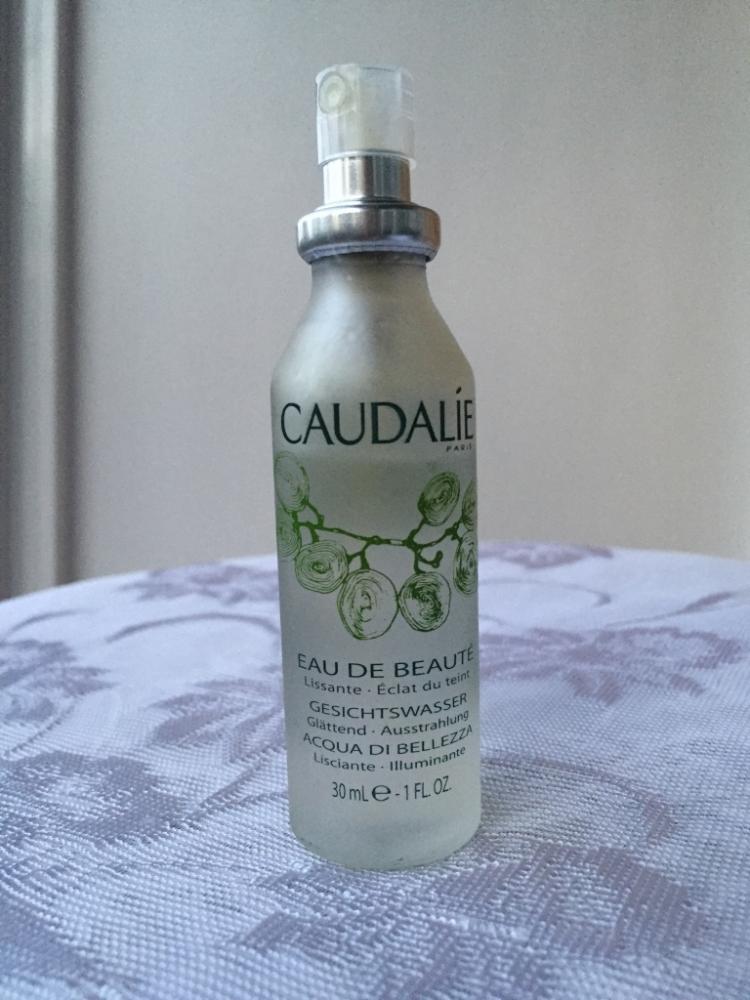 CAUDALÍE
PARIS
EAU DE BEAUTÉ
Lissante · Éclat du teint
GESICHTSWASSER
Glättend · Ausstrahlung
ACQUA DI BELLEZZA
Lisciante · Illuminante
30 mL ℮ - 1 FL. OZ.